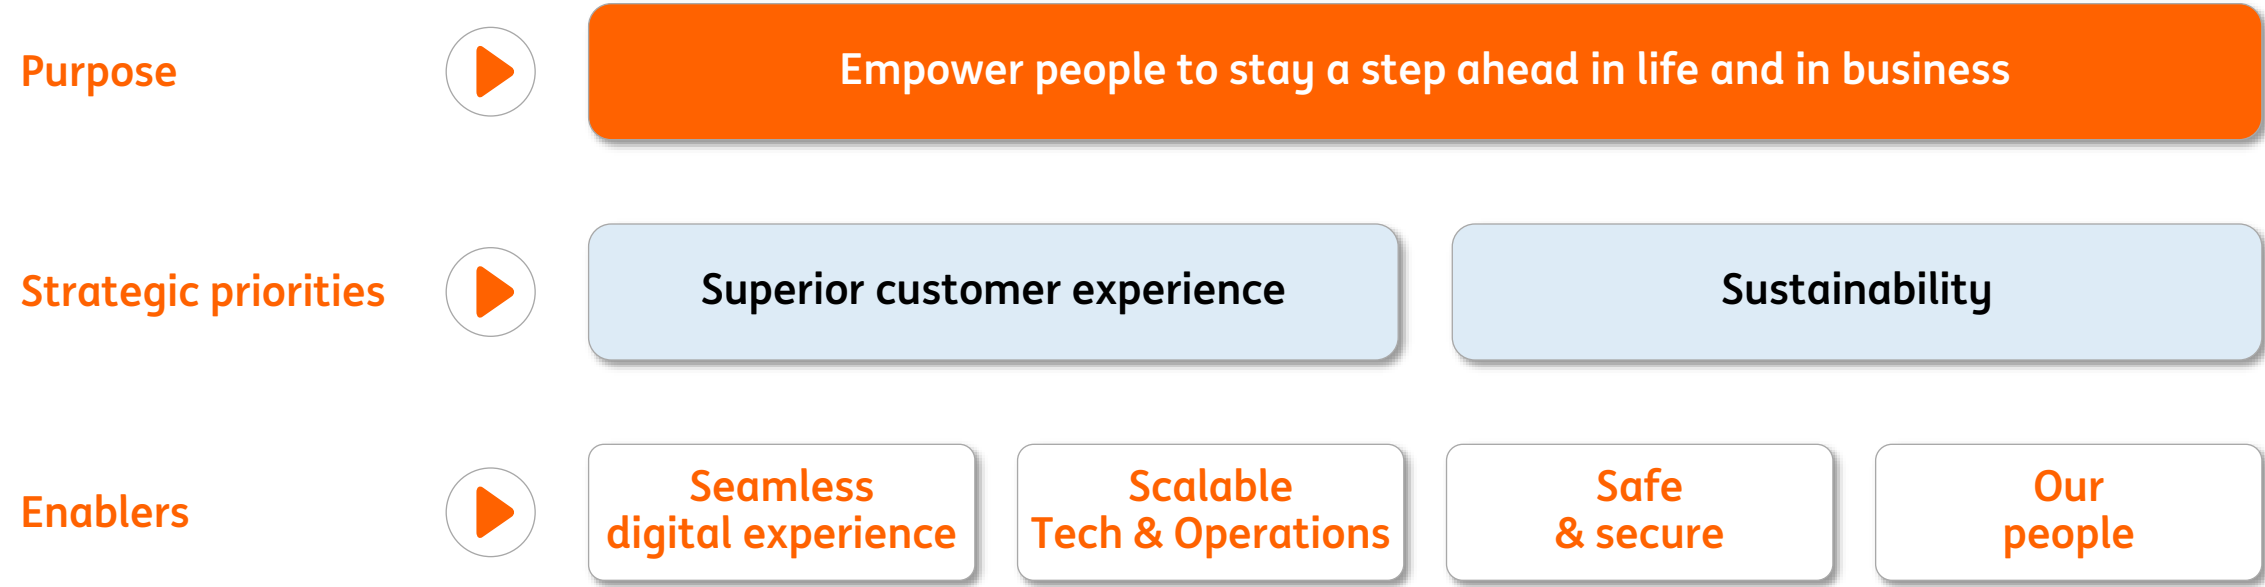 Purpose
Empower people to stay a step ahead in life and in business
Strategic priorities
Superior customer experience
Sustainability
Enablers
Seamless
digital experience
Scalable
Tech & Operations
Safe
& secure
Our
people